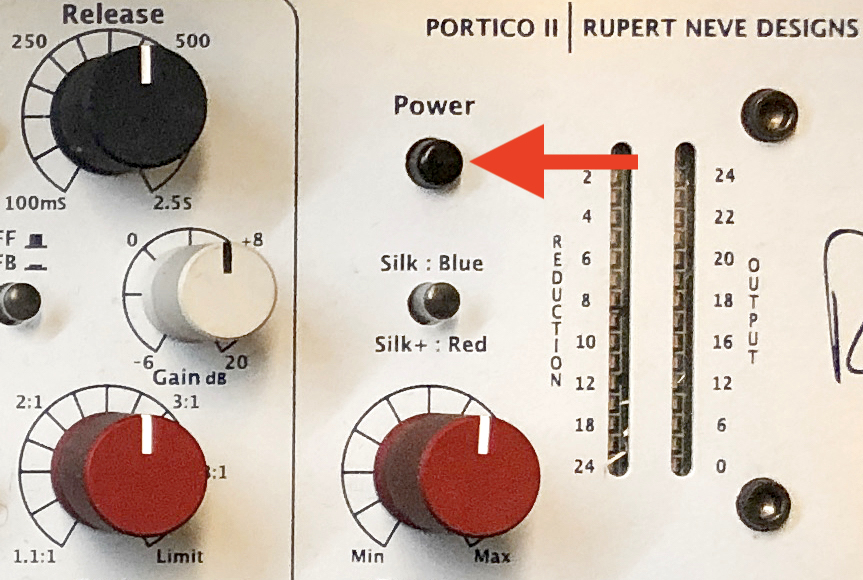 Release
250
500
100mS
2.5S
FF
FB
0
+8
-6
20
Gain dB
2:1
3:1
:1
1.1:1
Limit
PORTICO II | RUPERT NEVE DESIGNS
Power
Silk : Blue
Silk+ : Red
Min
Max
REDUCTION
2
4
6
8
10
12
18
24
24
22
20
18
16
12
6
0
OUTPUT